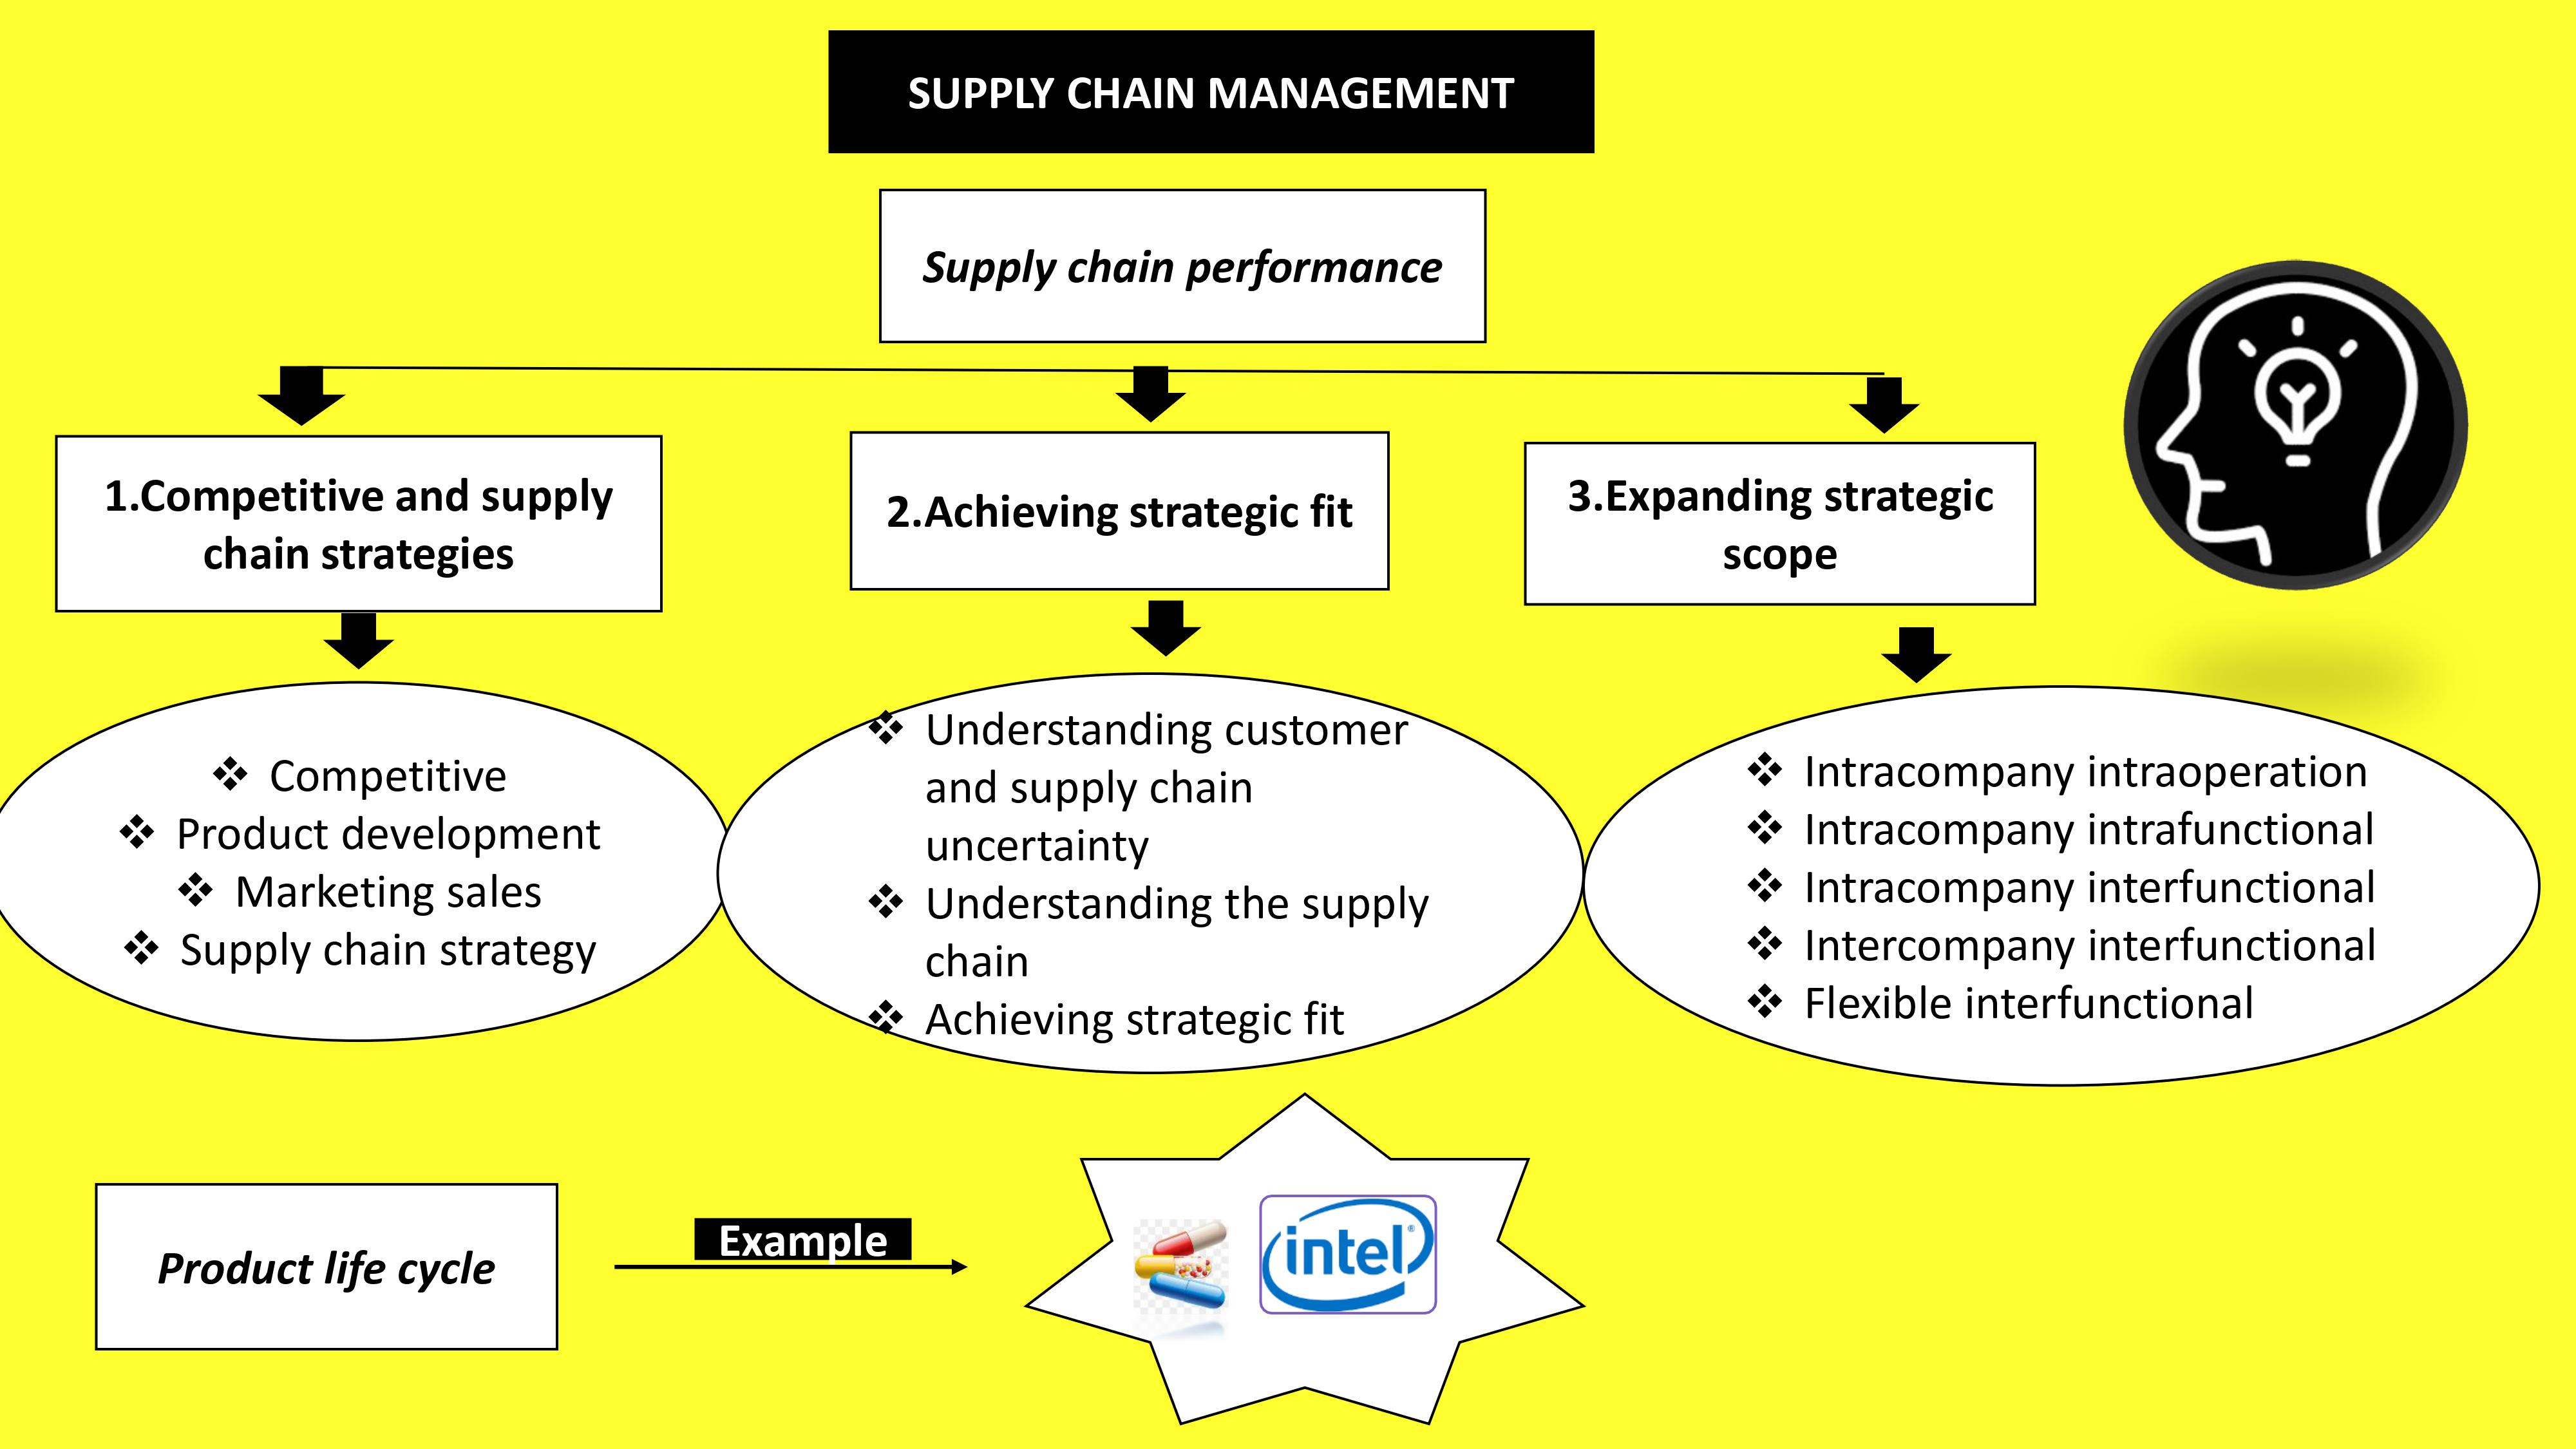 SUPPLY CHAIN MANAGEMENT
Supply chain performance
1.Competitive and supply
chain strategies
2.Achieving strategic fit
3.Expanding strategic
scope
❖ Competitive
❖ Product development
❖ Marketing sales
❖ Supply chain strategy
❖ Understanding customer
and supply chain
uncertainty
❖ Understanding the supply
chain
❖ Achieving strategic fit
❖ Intracompany intraoperation
❖ Intracompany intrafunctional
❖ Intracompany interfunctional
❖ Intercompany interfunctional
❖ Flexible interfunctional
Product life cycle
Example
intel®